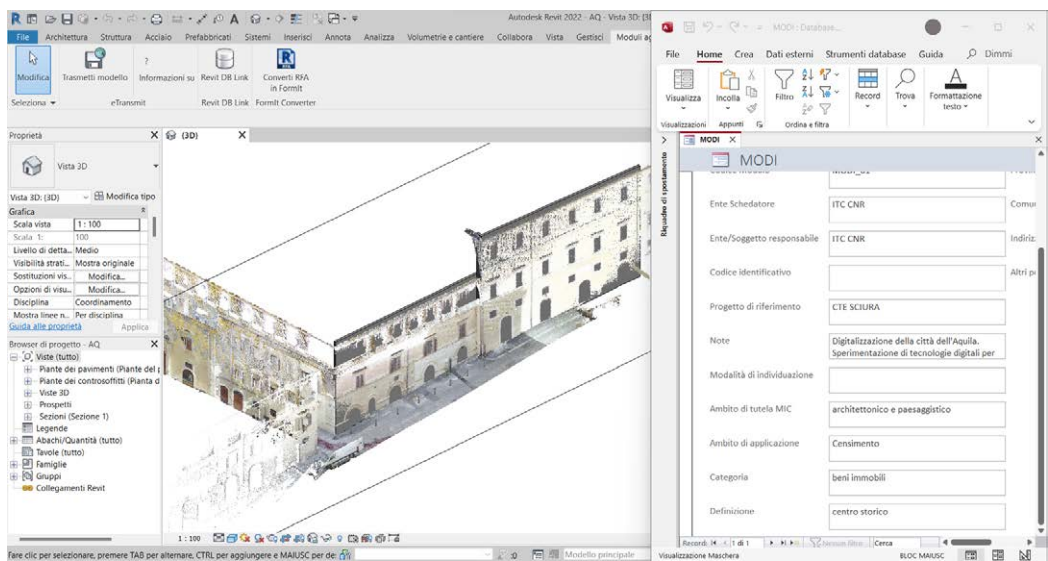 Autodesk Revit 2022 - AQ - Vista 3D: {3I
File Architettura Struttura Acciaio Prefabbricati Sistemi Inserisci Annota Analizza Volumetrie e cantiere Collabora Vista Gestisci Moduli ag
Modifica Trasmetti modello Informazioni su Revit DB Link Converti RFA
in FormIt
Seleziona eTransmit Revit DB Link FormIt Converter
Proprietà
Vista 3D
Vista 3D: {3D} Modifica tipo
Grafica
Scala vista 1 : 100
Scala 1: 100
Livello di detta... Medio
Visibilità strati... Mostra originale
Sostituzioni vis... Modifica...
Opzioni di visu... Modifica...
Disciplina Coordinamento
Mostra linee n... Per disciplina
Guida alle proprietà Applica
Browser di progetto - AQ
Viste (tutto)
Piante dei pavimenti (Piante del p
Piante dei controsoffitti (Pianta d
Viste 3D
Prospetti
Sezioni (Sezione 1)
Legende
Abachi/Quantità (tutto)
Tavole (tutto)
Famiglie
Gruppi
Collegamenti Revit
{3D}
1 : 100
Fare clic per selezionare, premere TAB per alternare, CTRL per aggiungere e MAIUSC per de:
:0 Modello principale
MODI : Database...
File Home Crea Dati esterni Strumenti database Guida Dimmi
Visualizza Incolla Filtro Record Trova Formattazione
testo
Visualizzazioni Appunti Ordina e filtra
MODI
Riquadro di spostamento
MODI
Codice Modulo MODI_01
Ente Schedatore ITC CNR Comu
Ente/Soggetto responsabile ITC CNR Indiriz
Codice identificativo Altri p
Progetto di riferimento CTE SCIURA
Note Digitalizzazione della città dell'Aquila.
Sperimentazione di tecnologie digitali per
Modalità di individuazione
Ambito di tutela MIC architettonico e paesaggistico
Ambito di applicazione Censimento
Categoria beni immobili
Definizione centro storico
Record: 1 di 1 Nessun filtro Cerca
Visualizzazione Maschera BLOC MAIUSC